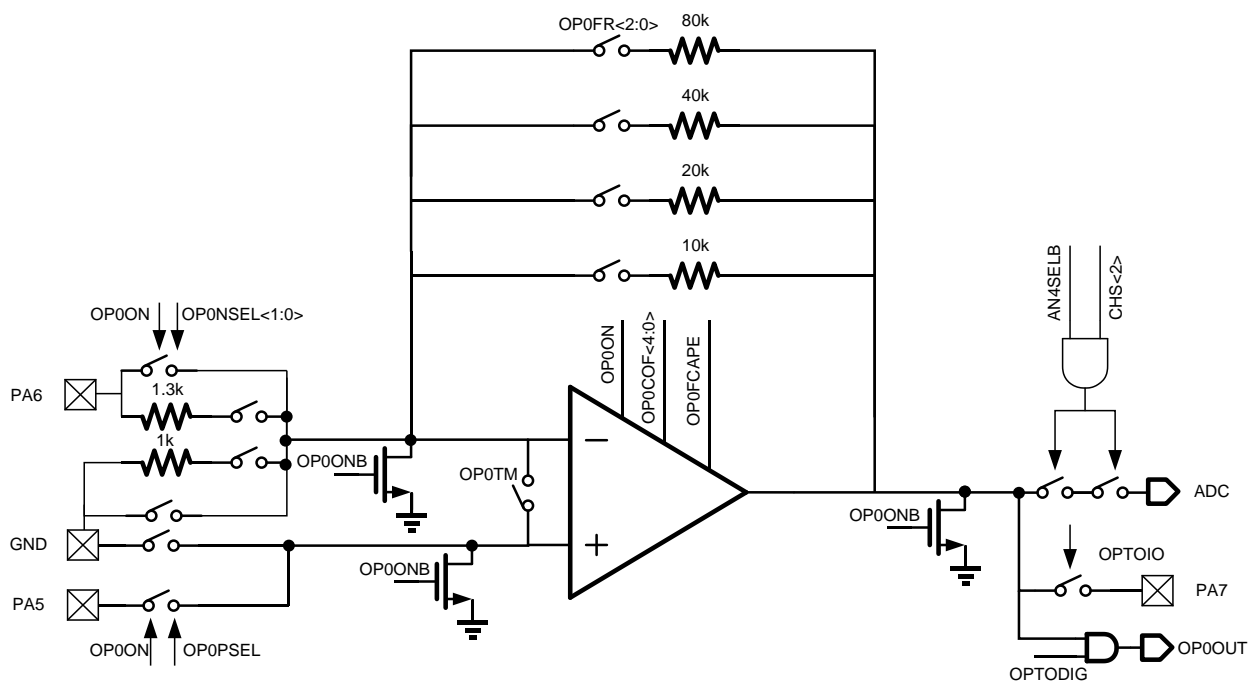 OP0FR<2:0>
80k
40k
20k
10k
AN4SELB
CHS<2>
OP0ON
OP0NSEL<1:0>
OP0ON
OP0COF<4:0>
OP0FCAPE
PA6
1.3k
1k
OP0ONB
OP0TM
ADC
OP0ONB
GND
OP0ONB
OPTOIO
PA5
PA7
OP0ON
OP0PSEL
OPTODIG
OP0OUT